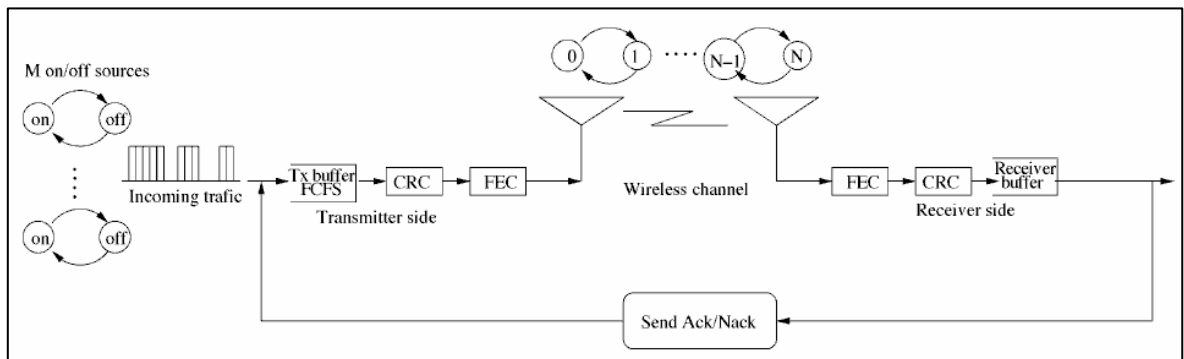 M on/off sources
on off
on off
Incoming trafic
Tx buffer
FCFS
CRC
FEC
Transmitter side
0 1 N−1 N
Wireless channel
FEC
CRC
Receiver
buffer
Receiver side
Send Ack/Nack